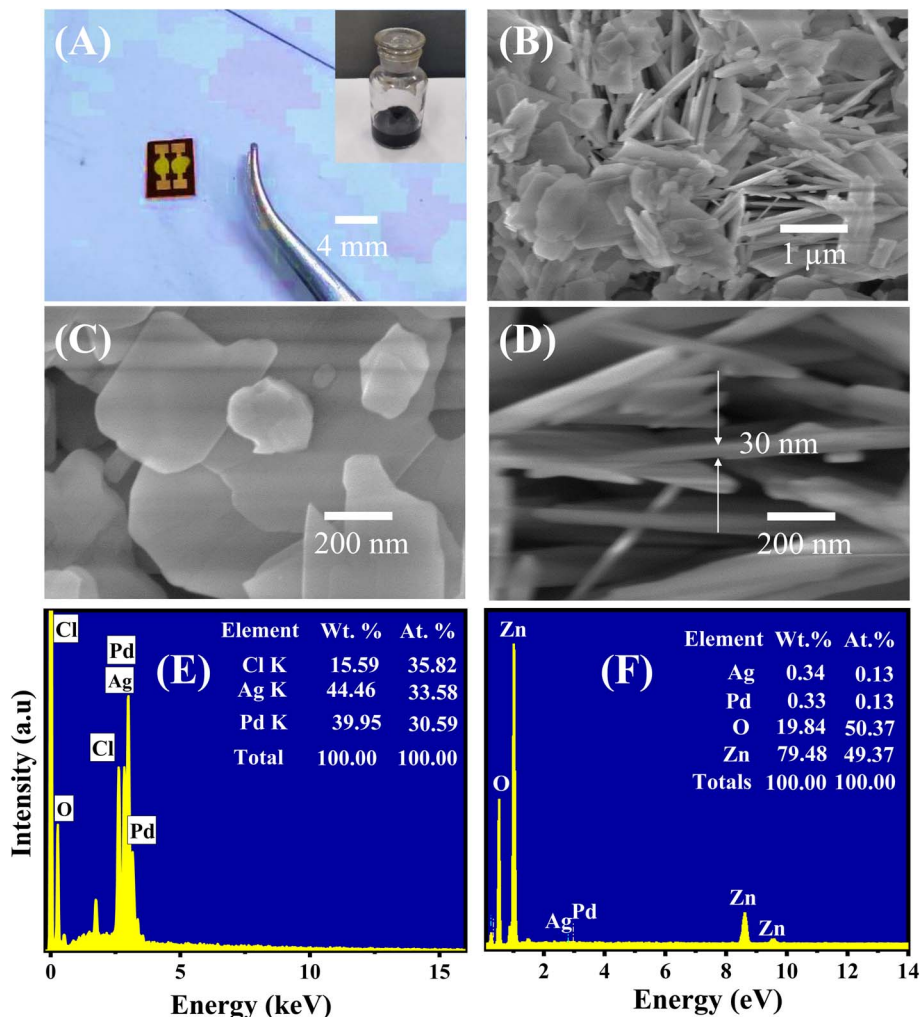 (A)
4 mm
(B)
1 µm
(C)
200 nm
(D)
30 nm
200 nm
(E)
Intensity (a.u)
Cl
Pd
Ag
Cl
O
Pd
Element Wt. % At. %
Cl K 15.59 35.82
Ag K 44.46 33.58
Pd K 39.95 30.59
Total 100.00 100.00
0 5 10 15
Energy (keV)
(F)
Zn
O
Ag Pd
Zn
Zn
Element Wt.% At.%
Ag 0.34 0.13
Pd 0.33 0.13
O 19.84 50.37
Zn 79.48 49.37
Totals 100.00 100.00
2 4 6 8 10 12 14
Energy (eV)